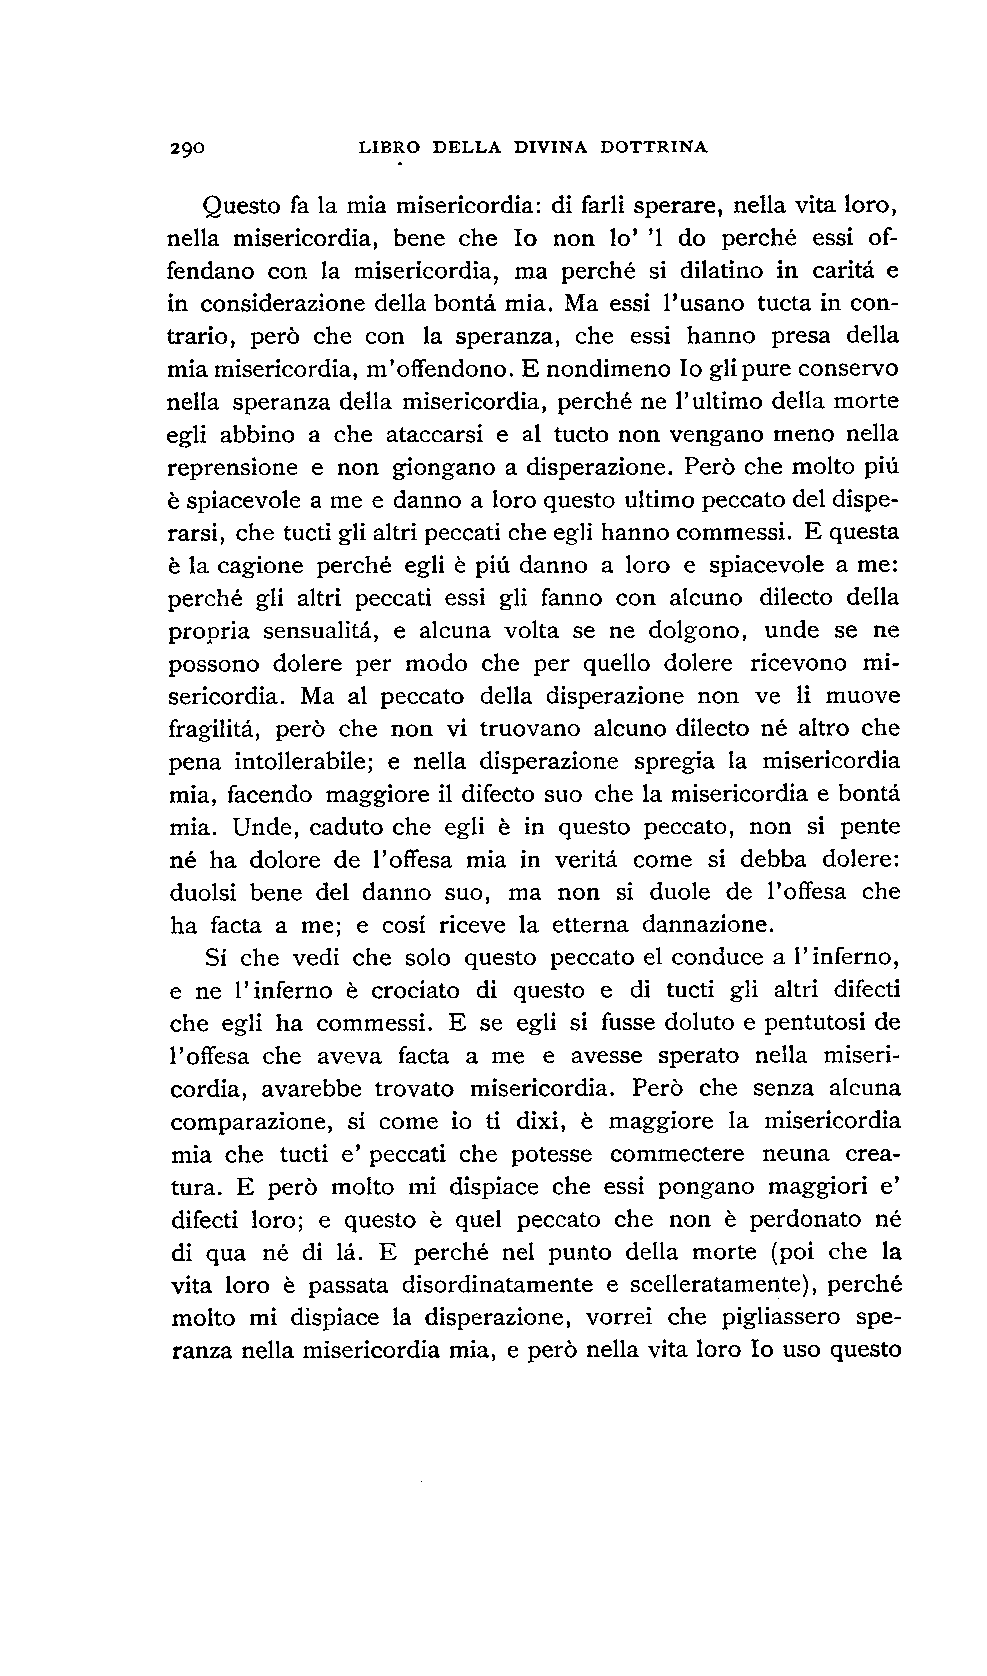 290 LIBRO DELLA DIVINA DOTTRINA
Questo fa la mia misericordia: di farli sperare, nella vita loro,
nella misericordia, bene che Io non lo' 'l do perché essi of-
fendano con la misericordia, ma perché si dilatino in caritá e
in considerazione della bontá mia. Ma essi l'usano tucta in con-
trario, però che con la speranza, che essi hanno presa della
mia misericordia, m'offendono. E nondimeno Io gli pure conservo
nella speranza della misericordia, perché ne l'ultimo della morte
egli abbino a che ataccarsi e al tucto non vengano meno nella
reprensione e non giongano a disperazione. Però che molto piú
è spiacevole a me e danno a loro questo ultimo peccato del dispe-
rarsi, che tucti gli altri peccati che egli hanno commessi. E questa
è la cagione perché egli è piú danno a loro e spiacevole a me:
perché gli altri peccati essi gli fanno con alcuno dilecto della
propria sensualitá, e alcuna volta se ne dolgono, unde se ne
possono dolere per modo che per quello dolere ricevono mi-
sericordia. Ma al peccato della disperazione non ve li muove
fragilitá, però che non vi truovano alcuno dilecto né altro che
pena intollerabile; e nella disperazione spregia la misericordia
mia, facendo maggiore il difecto suo che la misericordia e bontá
mia. Unde, caduto che egli è in questo peccato, non si pente
né ha dolore de l'offesa mia in veritá come si debba dolere:
duolsi bene del danno suo, ma non si duole de l'offesa che
ha facta a me; e cosí riceve la etterna dannazione.
Sí che vedi che solo questo peccato el conduce a l'inferno,
e ne l'inferno è crociato di questo e di tucti gli altri difecti
che egli ha commessi. E se egli si fusse doluto e pentutosi de
l'offesa che aveva facta a me e avesse sperato nella miseri-
cordia, avarebbe trovato misericordia. Però che senza alcuna
comparazione, sí come io ti dixi, è maggiore la misericordia
mia che tucti e' peccati che potesse commectere neuna crea-
tura. E però molto mi dispiace che essi pongano maggiori e'
difecti loro; e questo è quel peccato che non è perdonato né
di qua né di lá. E perché nel punto della morte (poi che la
vita loro è passata disordinatamente e scelleratamente), perché
molto mi dispiace la disperazione, vorrei che pigliassero spe-
ranza nella misericordia mia, e però nella vita loro Io uso questo